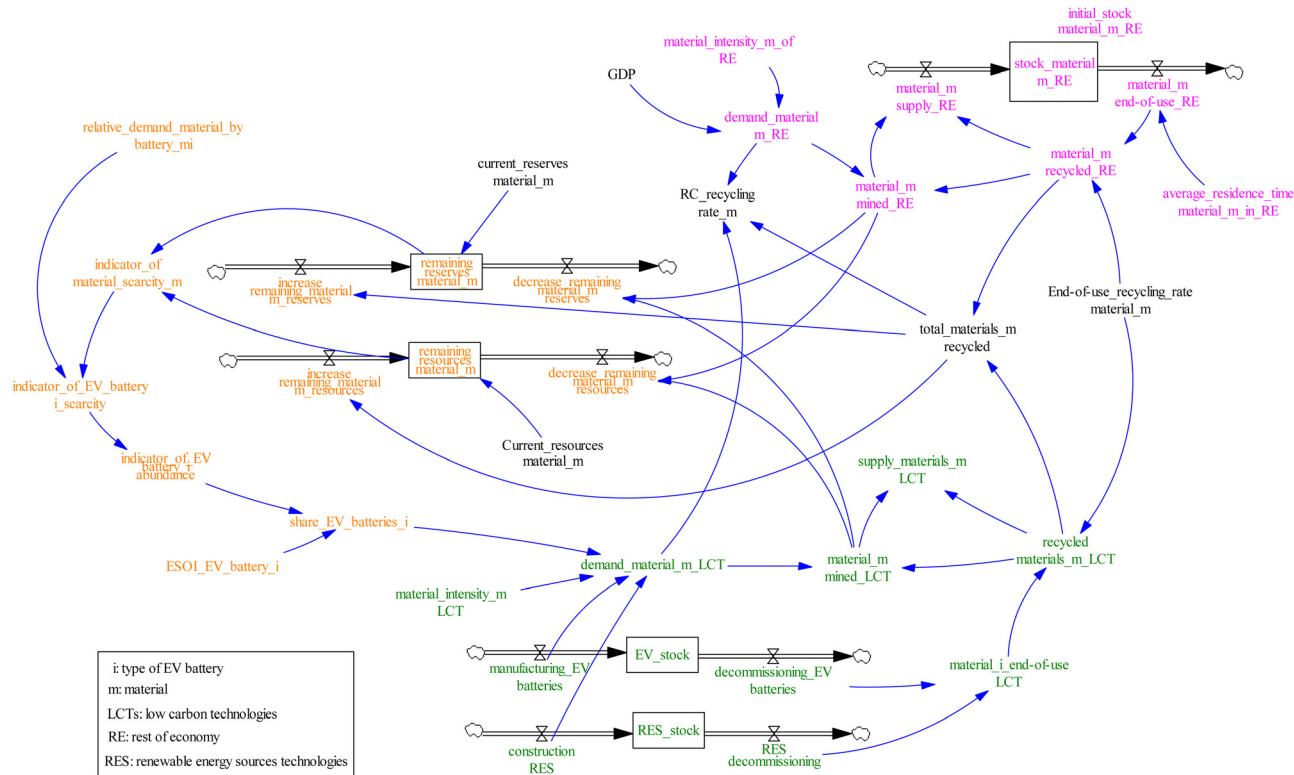 initial_stock
material_m_RE
material_intensity_m_of
RE
GDP
stock_material
m_RE
material_m
supply_RE
material_m
end-of-use_RE
demand_material
m_RE
relative_demand_material_by
battery_mi
current_reserves
material_m
material_m
recycled_RE
RC_recycling
rate_m
material_m
mined_RE
average_residence_time
material_m_in_RE
indicator_of
material_scarcity_m
remaining
reserves
material_m
increase
remaining_material
m_reserves
decrease_remaining
material_m
reserves
End-of-use_recycling_rate
material_m
total_materials_m
recycled
remaining
resources
material_m
increase
remaining_material
m_resources
decrease_remaining
material_m
resources
indicator_of_EV_battery
i_scarcity
Current_resources
material_m
indicator_of_EV
battery_i
abundance
supply_materials_m
LCT
share_EV_batteries_i
ESOI_EV_battery_i
demand_material_m_LCT
material_m
mined_LCT
recycled
materials_m_LCT
material_intensity_m
LCT
EV_stock
manufacturing_EV
batteries
decommissioning_EV
batteries
material_i_end-of-use
LCT
RES_stock
construction
RES
RES
decommissioning
i: type of EV battery
m: material
LCTs: low carbon technologies
RE: rest of economy
RES: renewable energy sources technologies